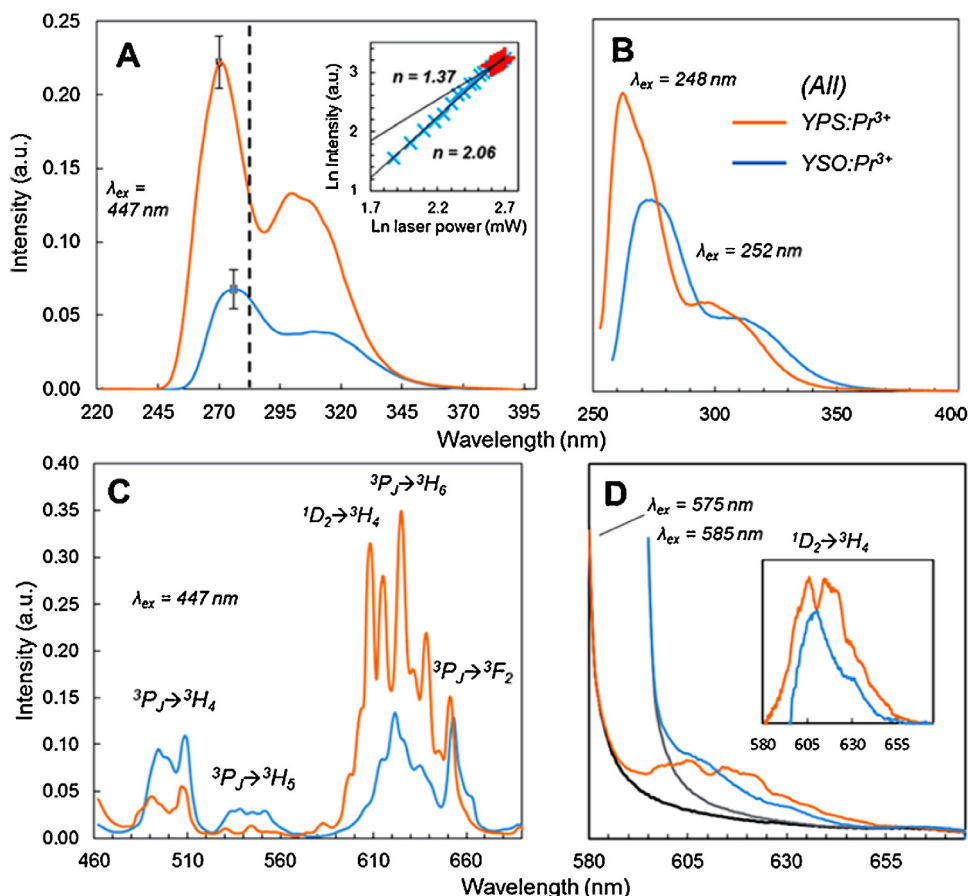 A
λex = 447 nm
Intensity (a.u.)
0.25
0.20
0.15
0.10
0.05
0.00
220 245 270 295 320 345 370 395
Wavelength (nm)
Ln Intensity (a.u.)
3
2
1
n = 1.37
n = 2.06
1.7 2.2 2.7
Ln laser power (mW)
B
λex = 248 nm
(All)
YPS:Pr³⁺
YSO:Pr³⁺
λex = 252 nm
250 300 350 400
C
Intensity (a.u.)
0.40
0.35
0.30
0.25
0.20
0.15
0.10
0.05
0.00
λex = 447 nm
³PJ→³H4
³PJ→³H5
¹D2→³H4
³PJ→³H6
³PJ→³F2
460 510 560 610 660
Wavelength (nm)
D
λex = 575 nm
λex = 585 nm
¹D2→³H4
580 605 630 655
580 605 630 655
Wavelength (nm)